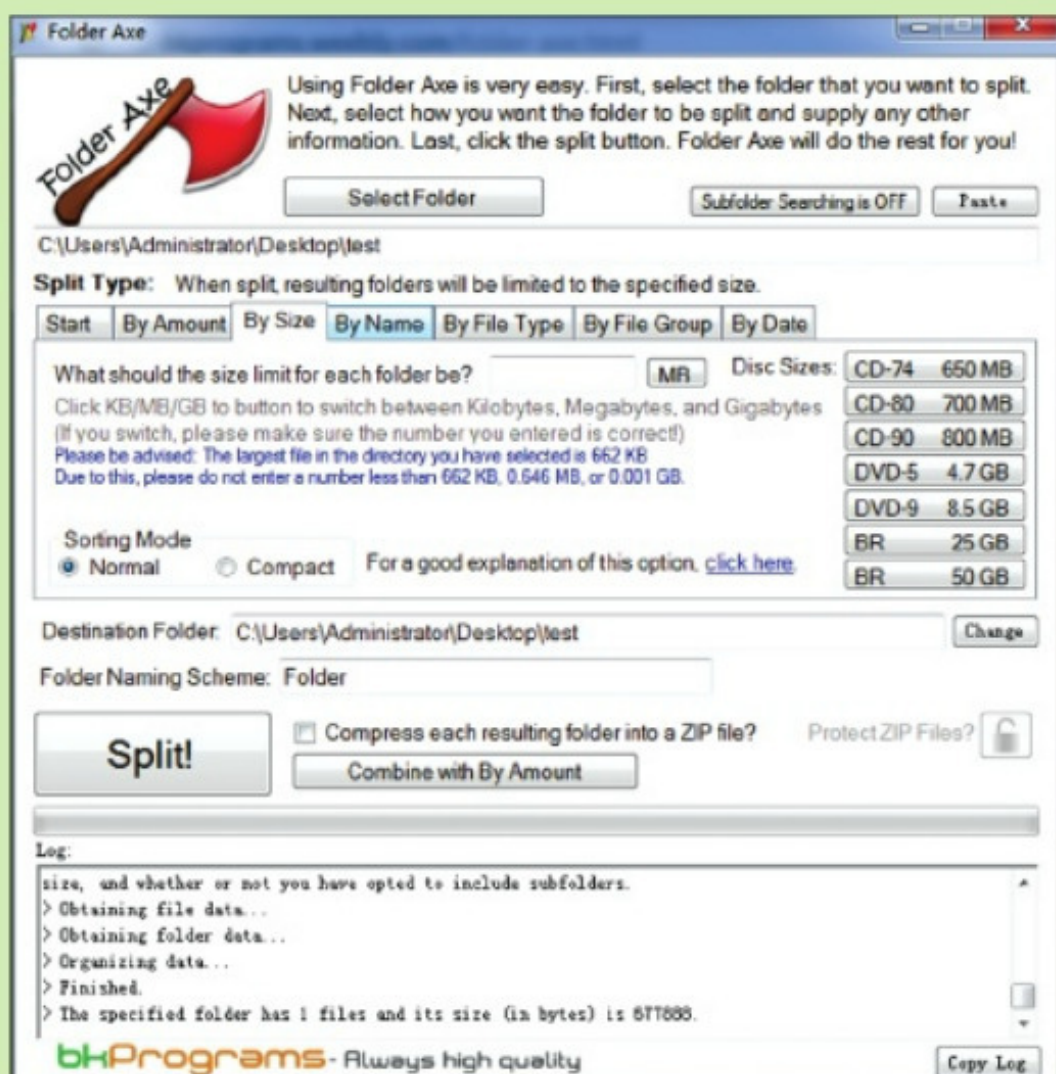 Folder Axe
Folder Axe
Using Folder Axe is very easy. First, select the folder that you want to split.
Next, select how you want the folder to be split and supply any other
information. Last, click the split button. Folder Axe will do the rest for you!
Select Folder
Subfolder Searching is OFF
Paste
C:\Users\Administrator\Desktop\test
Split Type: When split, resulting folders will be limited to the specified size.
Start By Amount By Size By Name By File Type By File Group By Date
What should the size limit for each folder be? MB
Click KB/MB/GB to button to switch between Kilobytes, Megabytes, and Gigabytes
(If you switch, please make sure the number you entered is correct!)
Please be advised: The largest file in the directory you have selected is 662 KB
Due to this, please do not enter a number less than 662 KB, 0.646 MB, or 0.001 GB.
Disc Sizes:
CD-74 650 MB
CD-80 700 MB
CD-90 800 MB
DVD-5 4.7 GB
DVD-9 8.5 GB
BR 25 GB
BR 50 GB
Sorting Mode
Normal Compact
For a good explanation of this option, click here.
Destination Folder: C:\Users\Administrator\Desktop\test Change
Folder Naming Scheme: Folder
Split!
Compress each resulting folder into a ZIP file?
Protect ZIP Files?
Combine with By Amount
Log:
size, and whether or not you have opted to include subfolders.
> Obtaining file data...
> Obtaining folder data...
> Organizing data...
> Finished.
> The specified folder has 1 files and its size (in bytes) is 677888.
bkPrograms - Always high quality
Copy Log